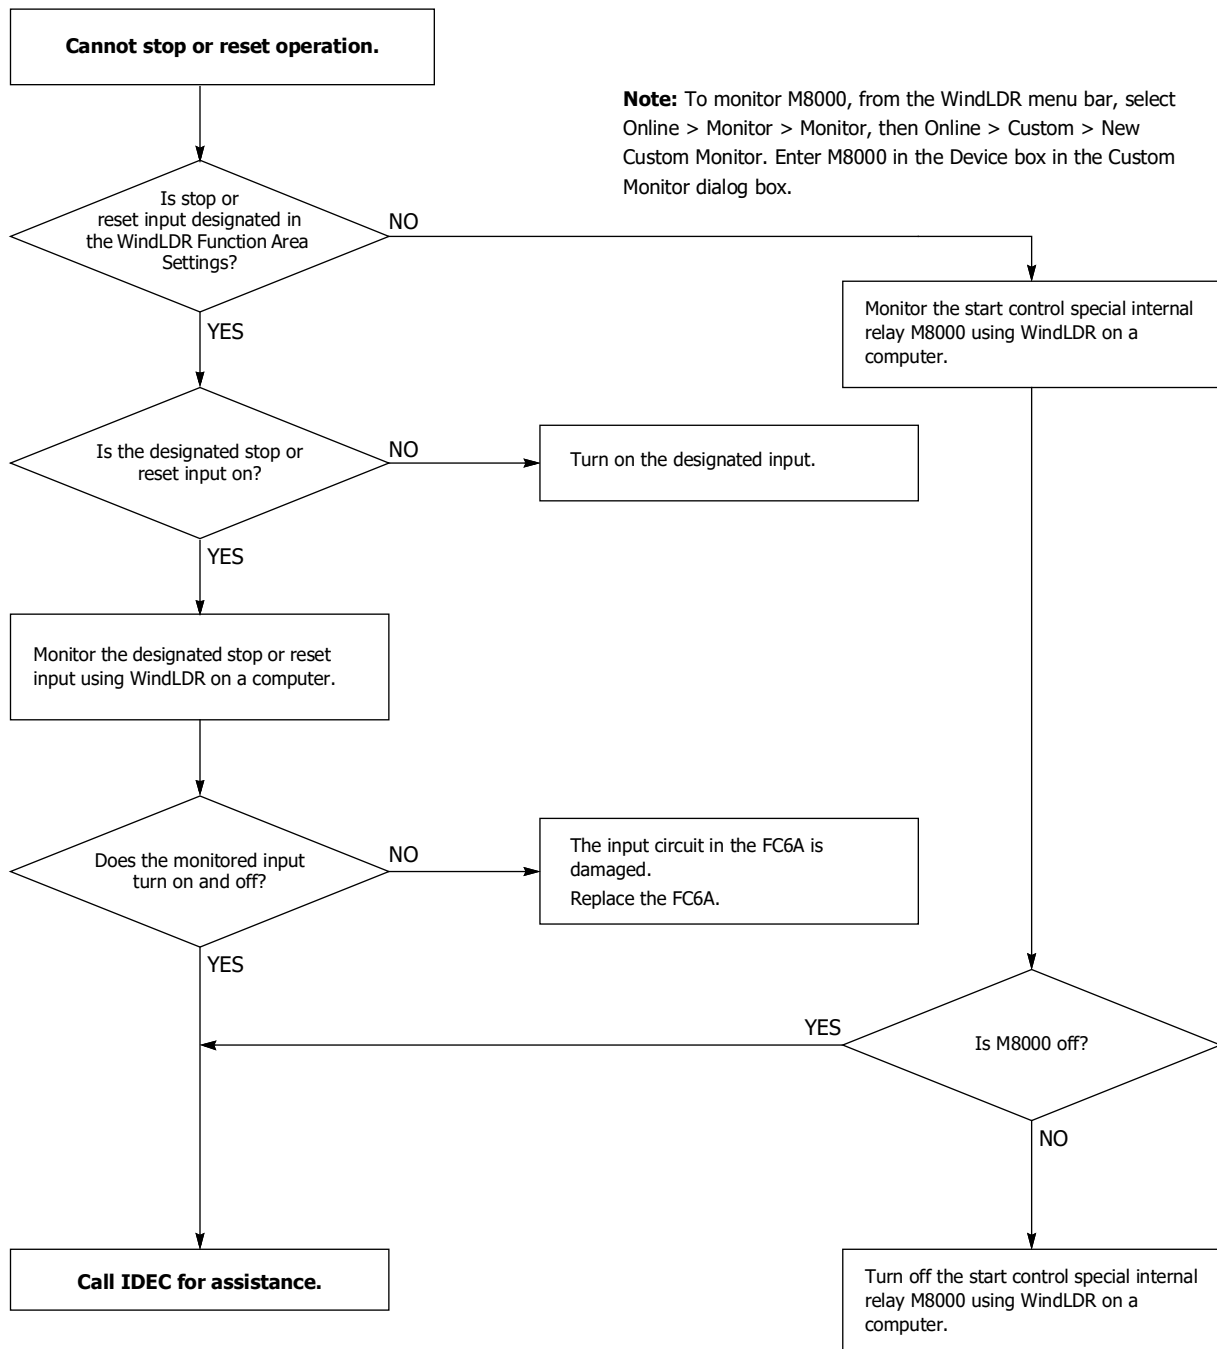 Cannot stop or reset operation.
Note: To monitor M8000, from the WindLDR menu bar, select
Online > Monitor > Monitor, then Online > Custom > New
Custom Monitor. Enter M8000 in the Device box in the Custom
Monitor dialog box.
Is stop or
reset input designated in
the WindLDR Function Area
Settings?
NO
YES
Monitor the start control special internal
relay M8000 using WindLDR on a
computer.
Is the designated stop or
reset input on?
NO
Turn on the designated input.
YES
Monitor the designated stop or reset
input using WindLDR on a computer.
Does the monitored input
turn on and off?
NO
The input circuit in the FC6A is
damaged.
Replace the FC6A.
YES
YES
Is M8000 off?
NO
Call IDEC for assistance.
Turn off the start control special internal
relay M8000 using WindLDR on a
computer.